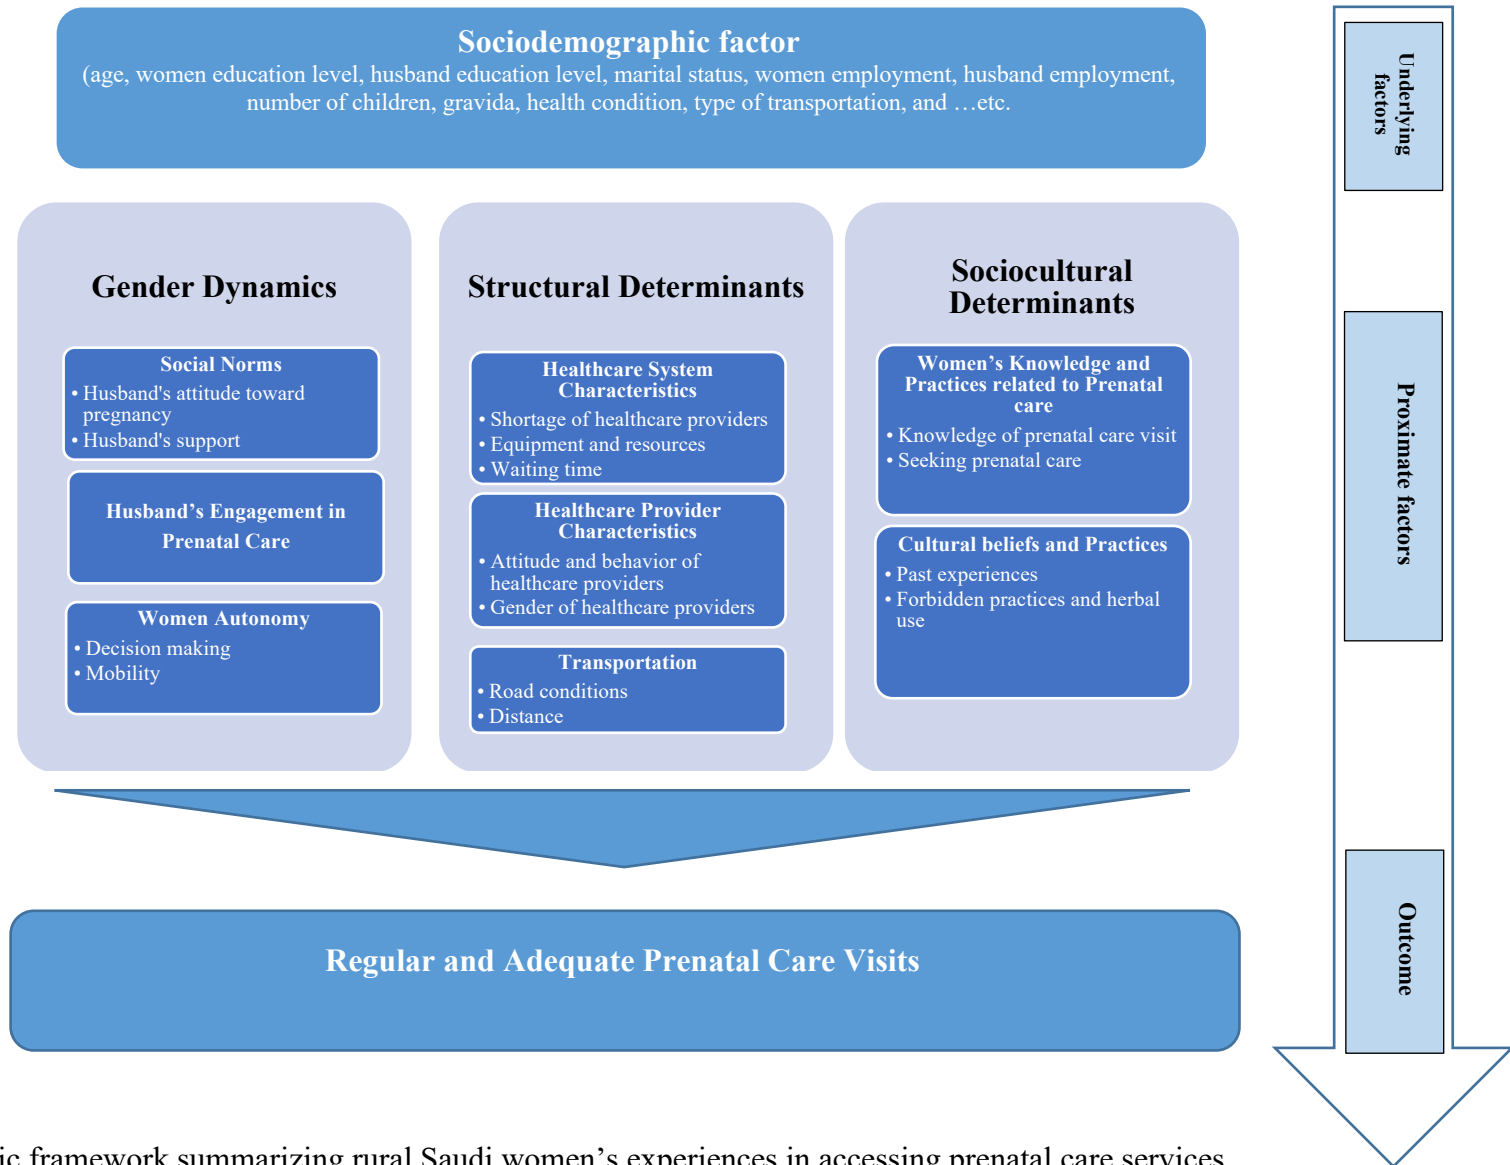 Sociodemographic factor
(age, women education level, husband education level, marital status, women employment, husband employment,
number of children, gravida, health condition, type of transportation, and …etc.
Gender Dynamics
Social Norms
• Husband's attitude toward
pregnancy
• Husband's support
Husband’s Engagement in
Prenatal Care
Women Autonomy
• Decision making
• Mobility
Structural Determinants
Healthcare System
Characteristics
• Shortage of healthcare providers
• Equipment and resources
• Waiting time
Healthcare Provider
Characteristics
• Attitude and behavior of
healthcare providers
• Gender of healthcare providers
Transportation
• Road conditions
• Distance
Sociocultural
Determinants
Women’s Knowledge and
Practices related to Prenatal
care
• Knowledge of prenatal care visit
• Seeking prenatal care
Cultural beliefs and Practices
• Past experiences
• Forbidden practices and herbal
use
Regular and Adequate Prenatal Care Visits
Underlying
factors
Proximate factors
Outcome
framework summarizing rural Saudi women’s experiences in accessing prenatal care services